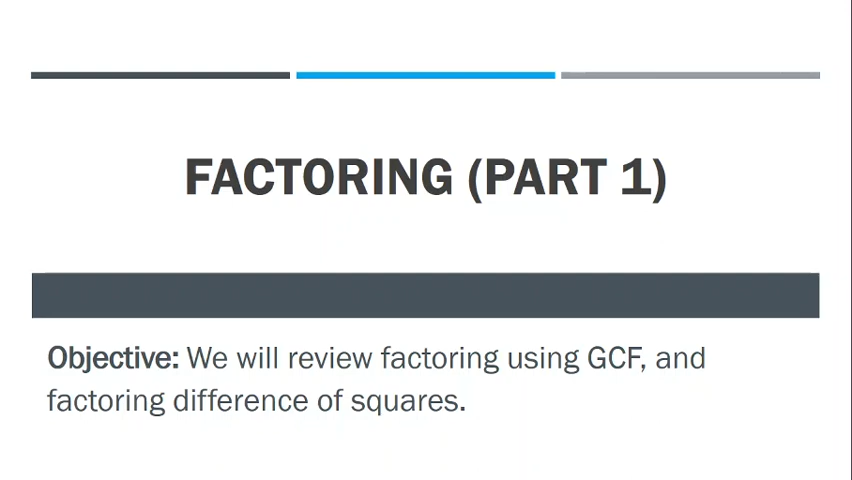 FACTORING (PART 1)
Objective: We will review factoring using GCF, and
factoring difference of squares.